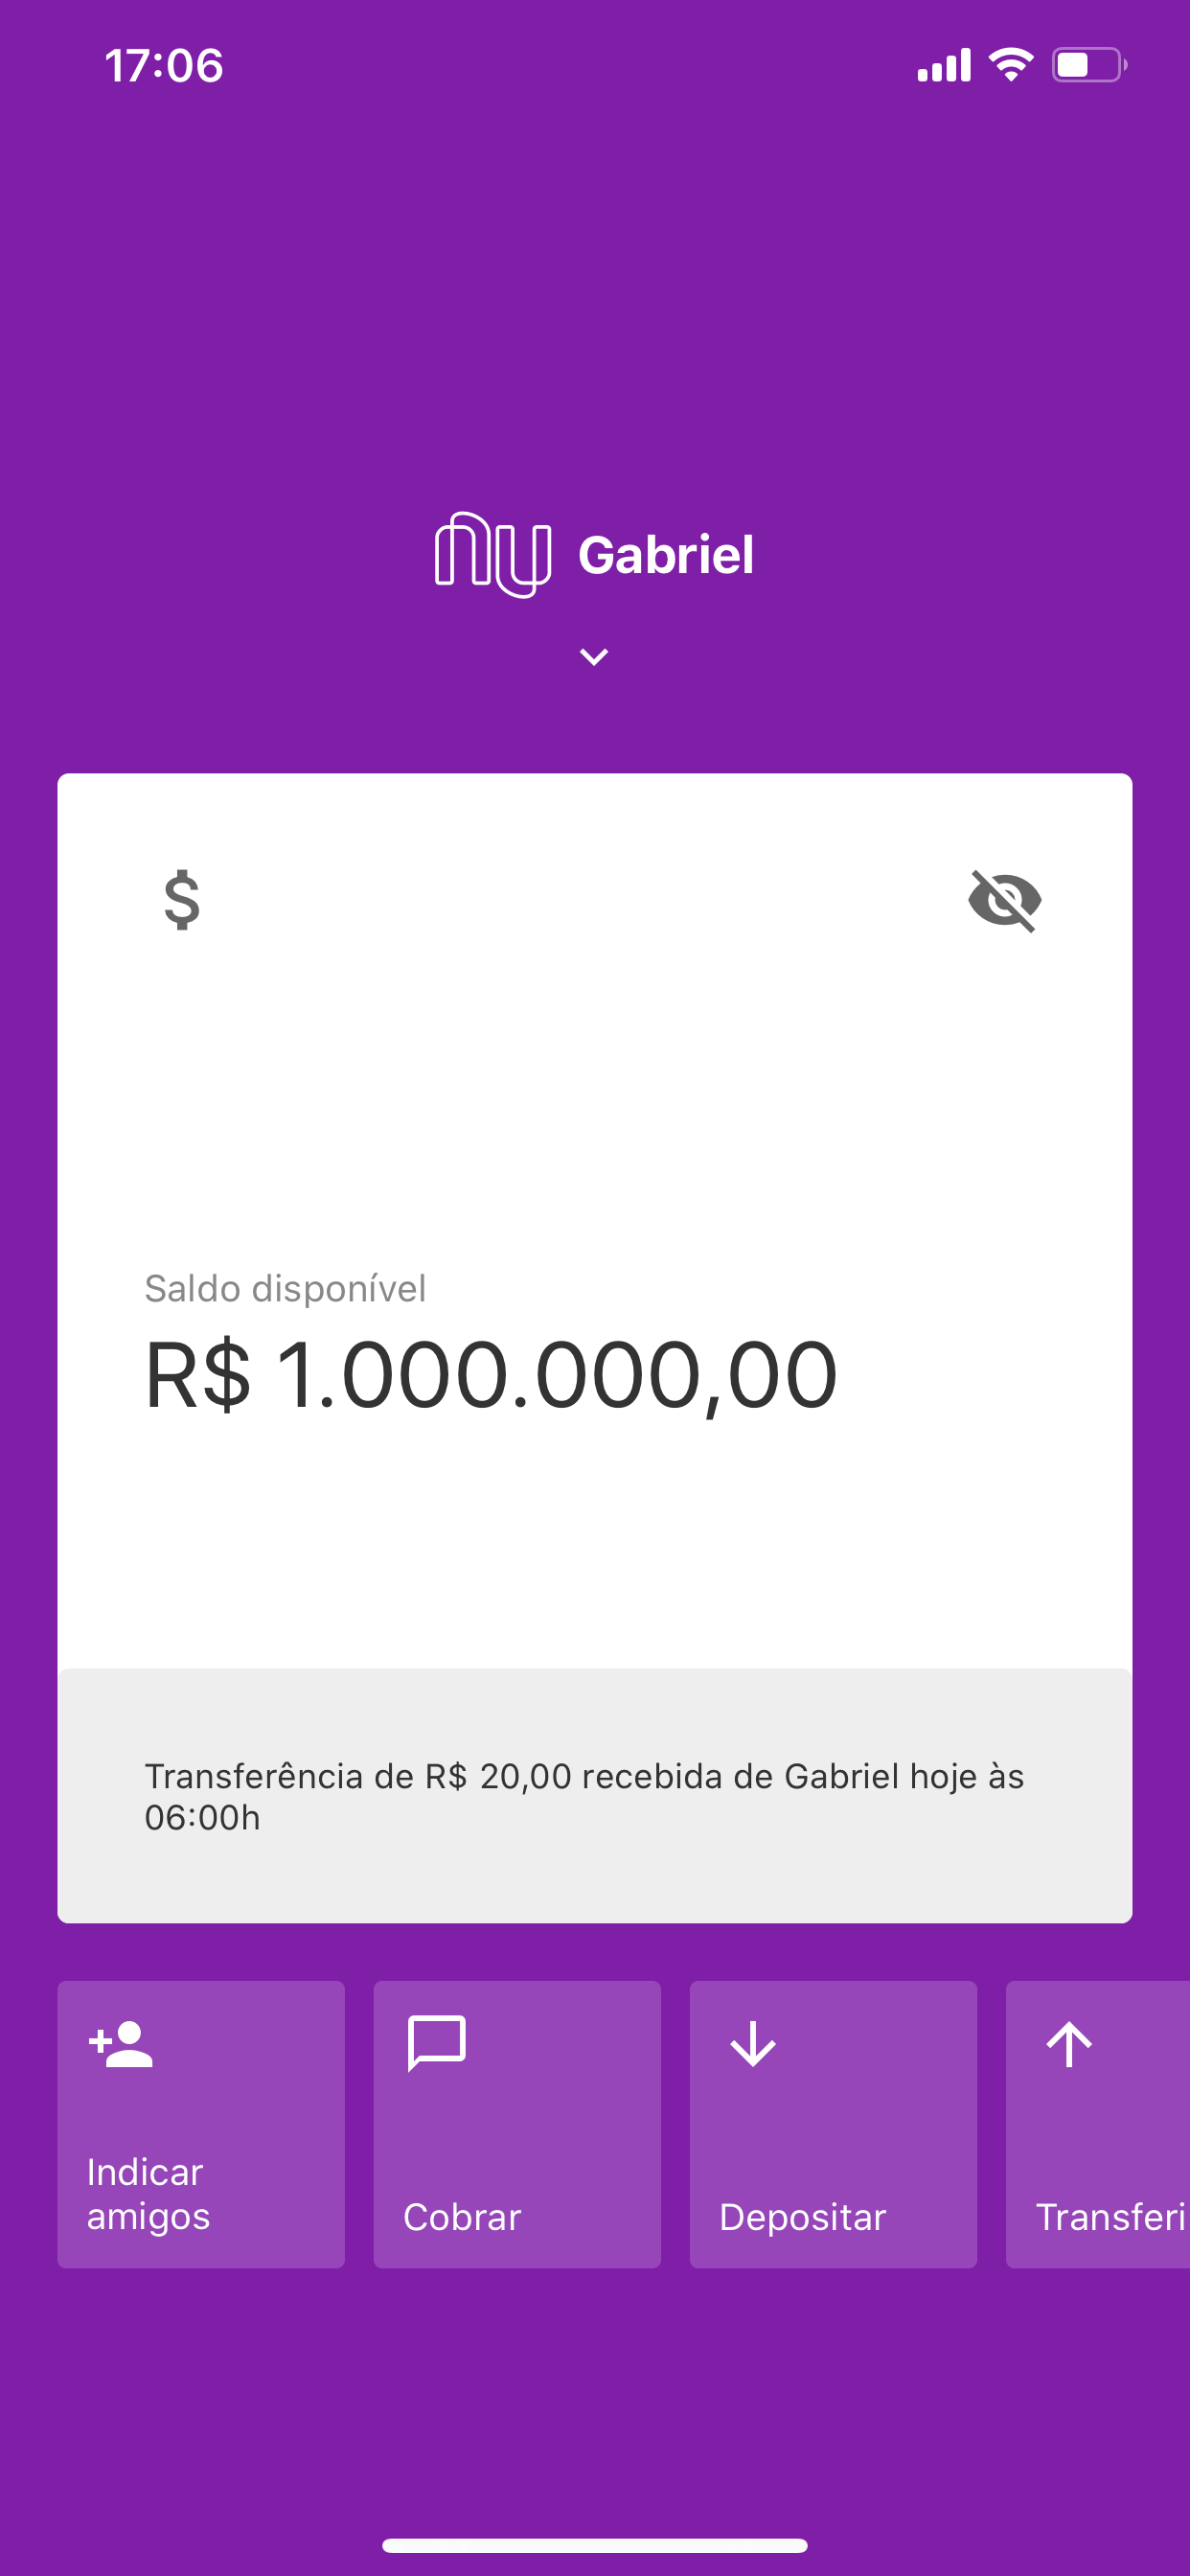 17:06
nu Gabriel
$
Saldo disponível
R$ 1.000.000,00
Transferência de R$ 20,00 recebida de Gabriel hoje às
06:00h
Indicar
amigos
Cobrar
Depositar
Transferi